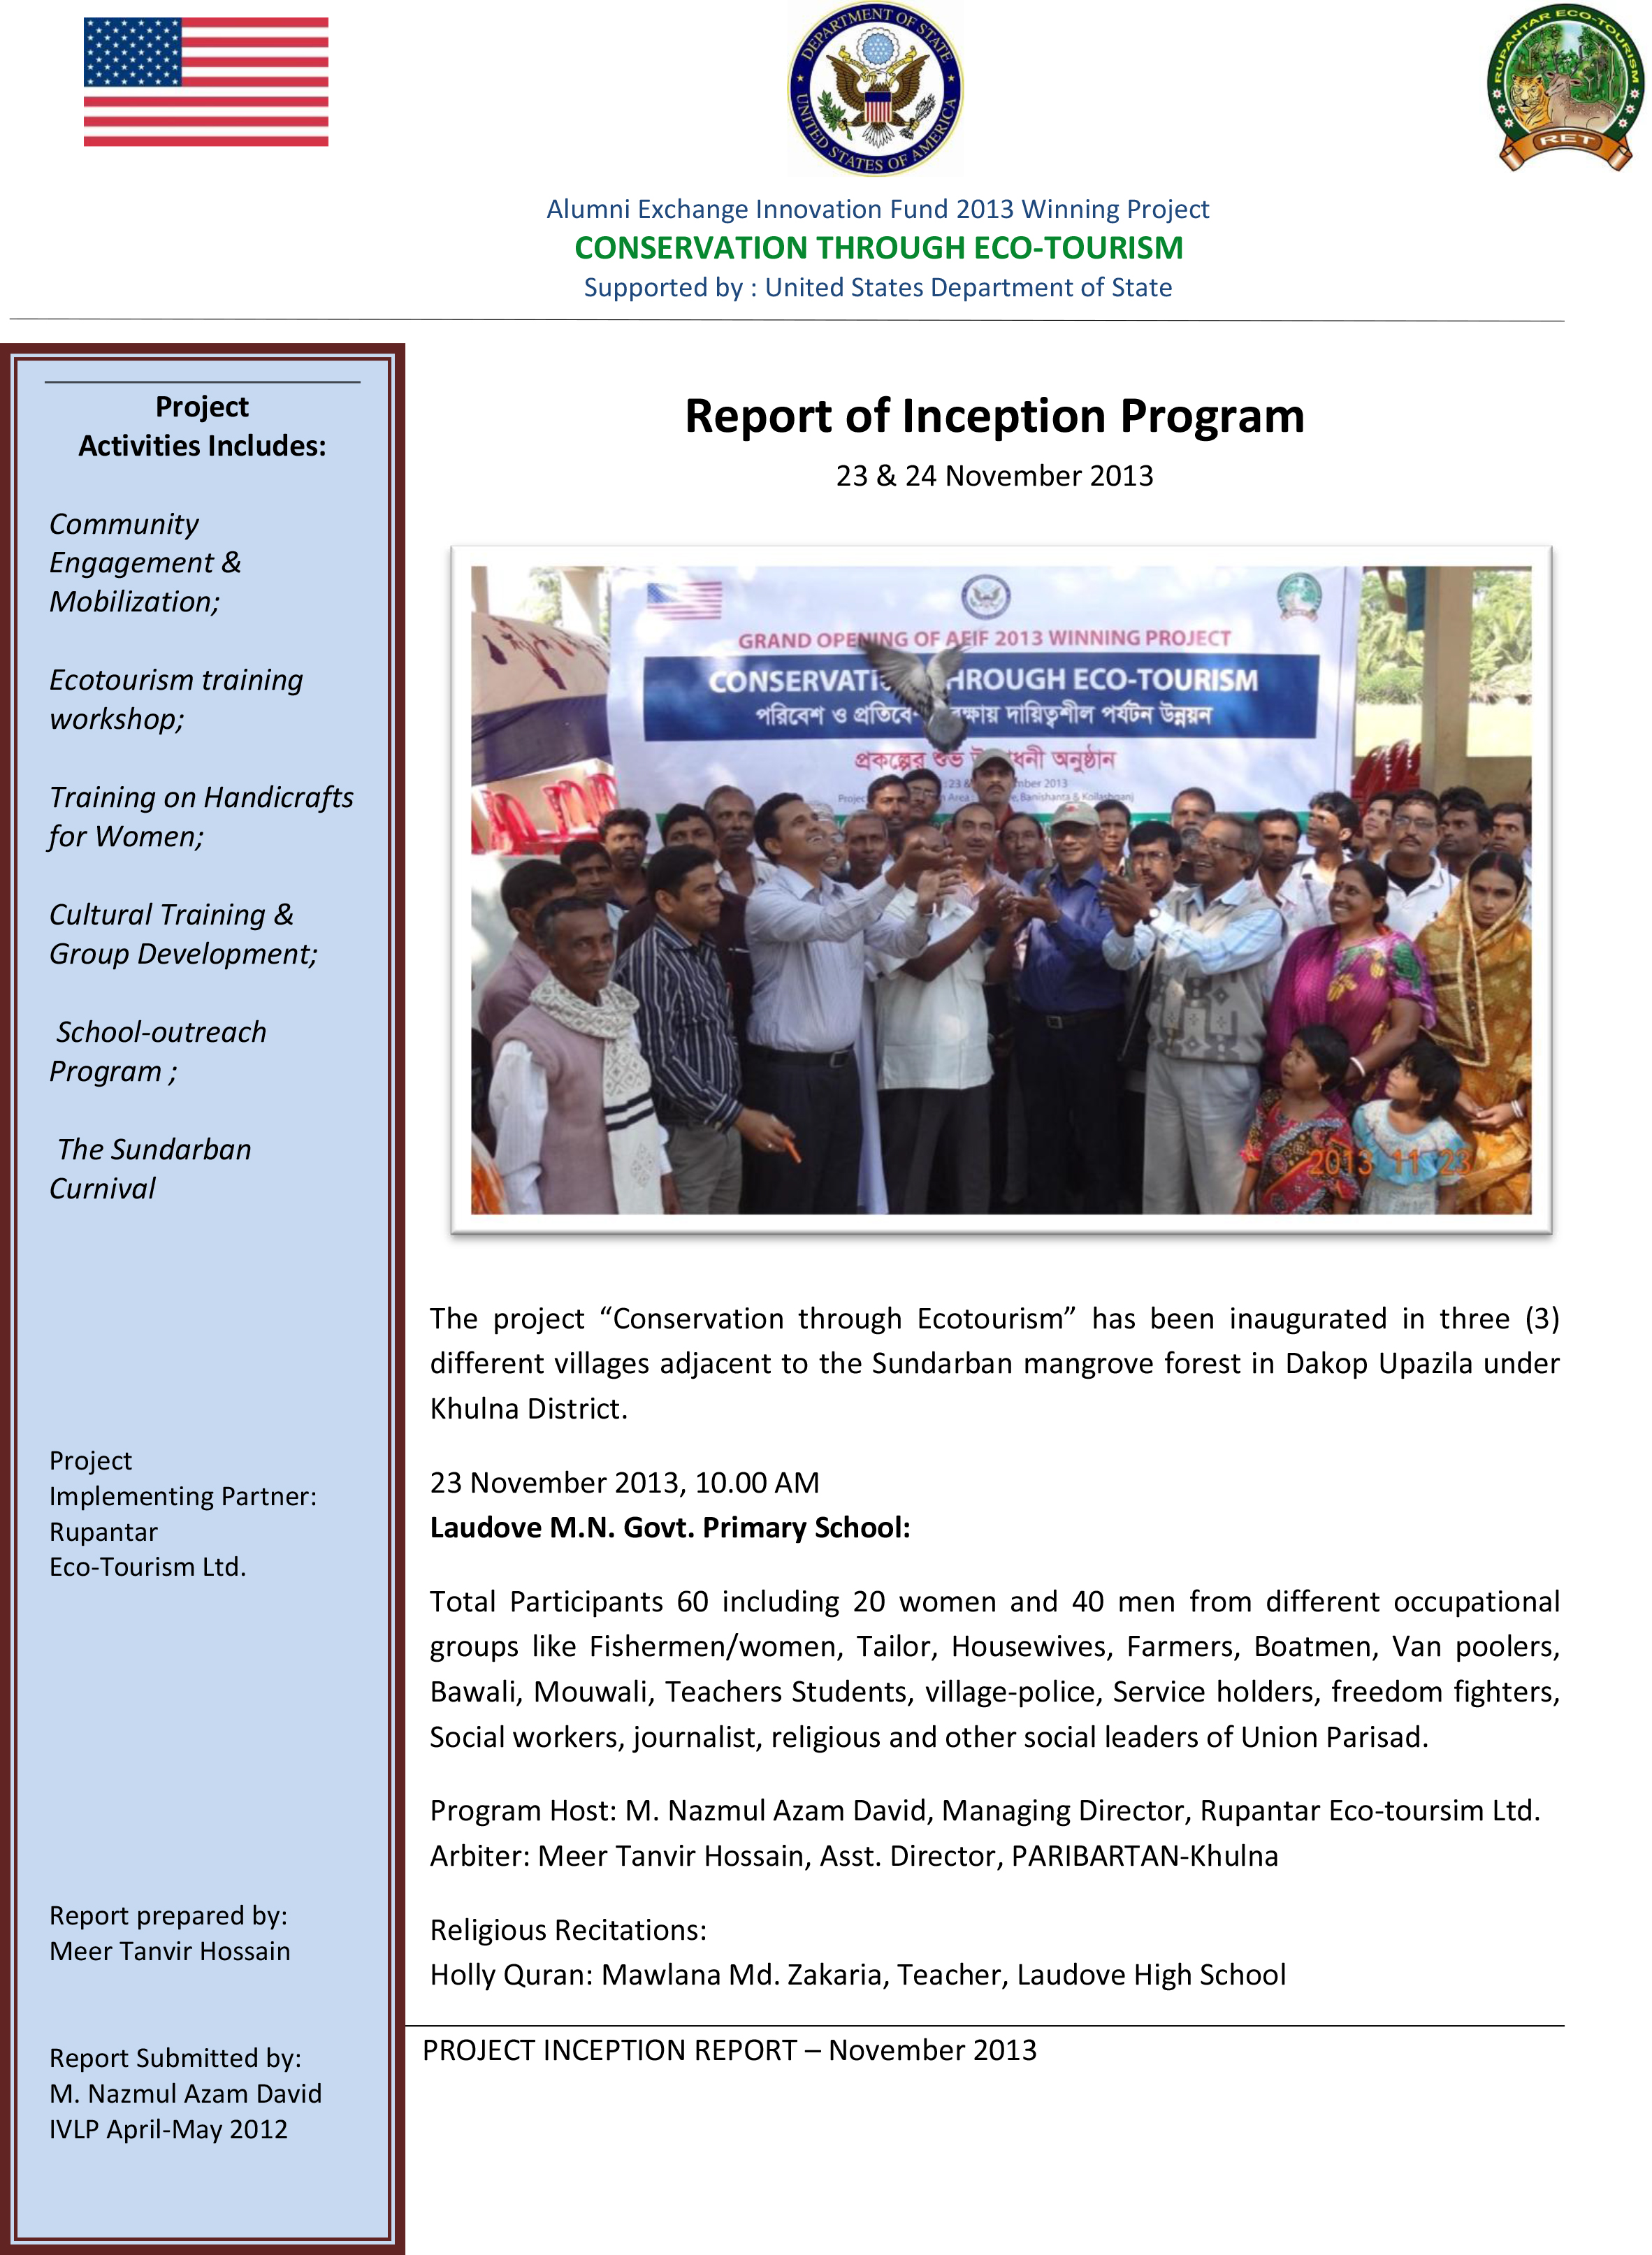 DEPARTMENT OF STATE
UNITED STATES OF AMERICA
RUPANTAR ECO-TOURISM
RET
Alumni Exchange Innovation Fund 2013 Winning Project
CONSERVATION THROUGH ECO-TOURISM
Supported by : United States Department of State
Project
Activities Includes:
Community
Engagement &
Mobilization;
Ecotourism training
workshop;
Training on Handicrafts
for Women;
Cultural Training &
Group Development;
School-outreach
Program ;
The Sundarban
Curnival
Project
Implementing Partner:
Rupantar
Eco-Tourism Ltd.
Report prepared by:
Meer Tanvir Hossain
Report Submitted by:
M. Nazmul Azam David
IVLP April-May 2012
Report of Inception Program
23 & 24 November 2013
GRAND OPENING OF AEIF 2013 WINNING PROJECT
CONSERVATI HROUGH ECO-TOURISM
পরিবেশ ও প্রতিবে ক্ষায় দায়িত্বশীল পর্যটন উন্নয়ন
প্রকল্পের শুভ উ ধনী অনুষ্ঠান
23 & mber 2013
Projec Area , Banishanta & Koilashganj
2013 11 23
The project “Conservation through Ecotourism” has been inaugurated in three (3)
different villages adjacent to the Sundarban mangrove forest in Dakop Upazila under
Khulna District.
23 November 2013, 10.00 AM
Laudove M.N. Govt. Primary School:
Total Participants 60 including 20 women and 40 men from different occupational
groups like Fishermen/women, Tailor, Housewives, Farmers, Boatmen, Van poolers,
Bawali, Mouwali, Teachers Students, village-police, Service holders, freedom fighters,
Social workers, journalist, religious and other social leaders of Union Parisad.
Program Host: M. Nazmul Azam David, Managing Director, Rupantar Eco-toursim Ltd.
Arbiter: Meer Tanvir Hossain, Asst. Director, PARIBARTAN-Khulna
Religious Recitations:
Holly Quran: Mawlana Md. Zakaria, Teacher, Laudove High School
PROJECT INCEPTION REPORT – November 2013